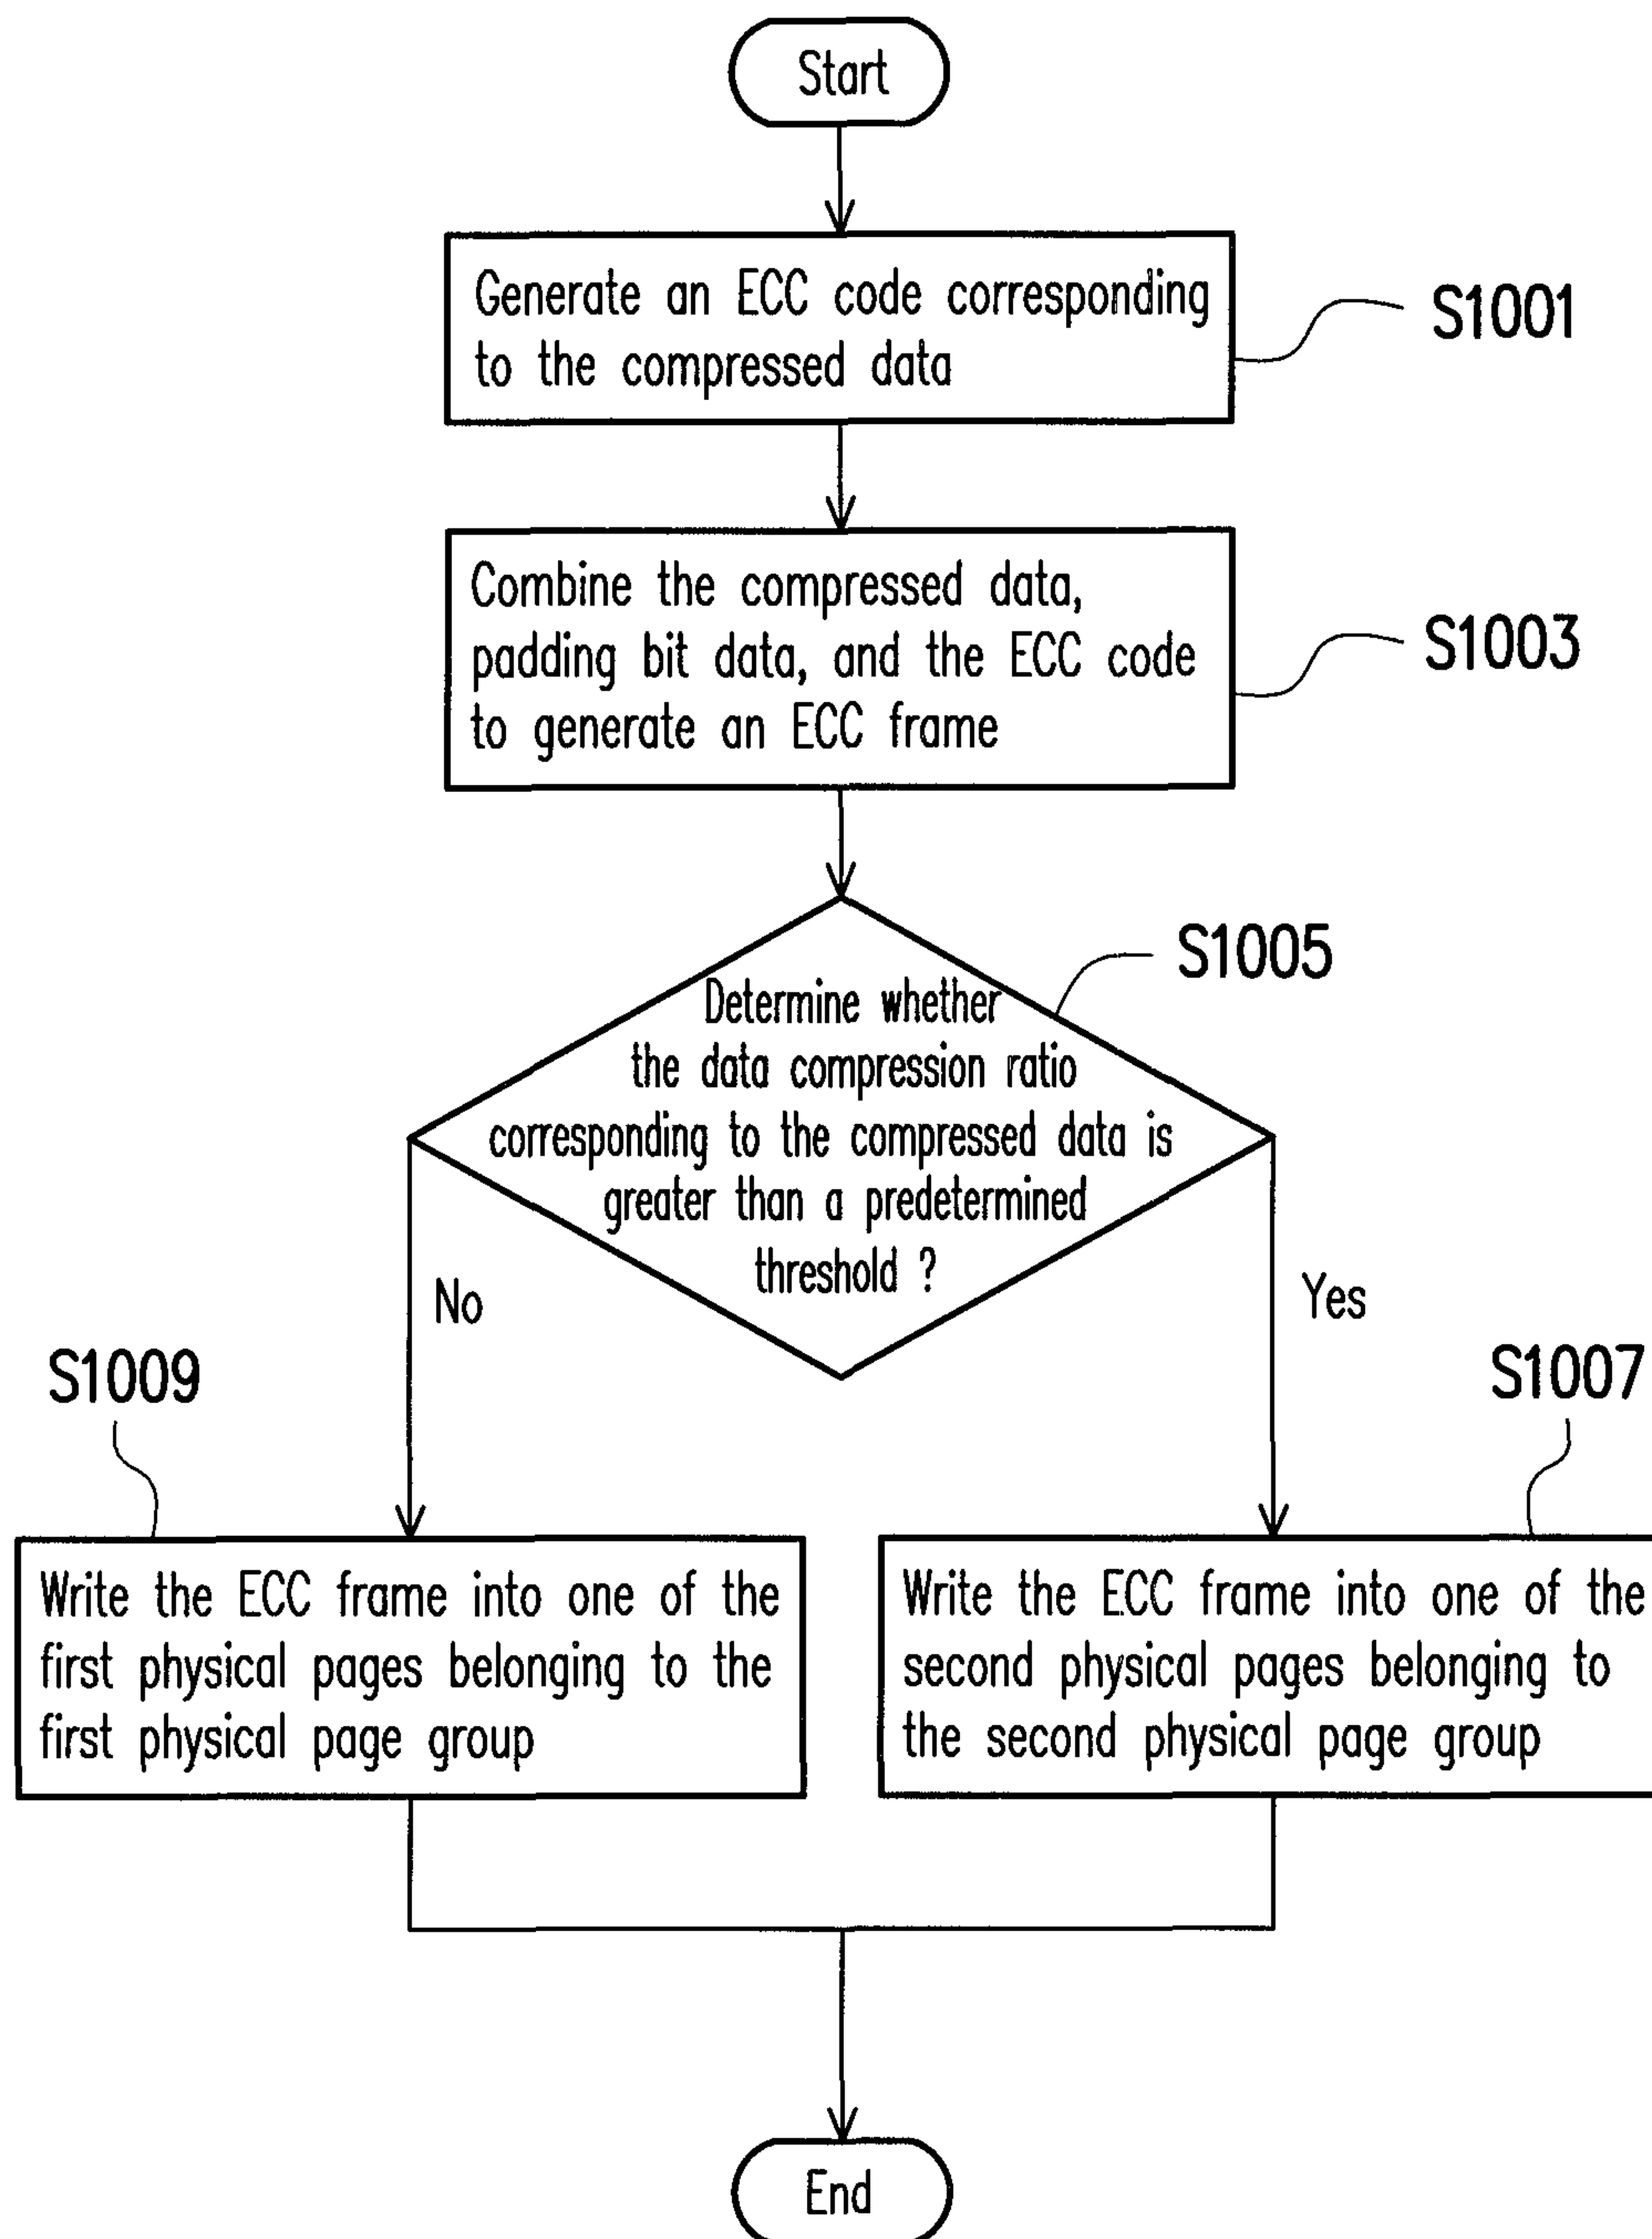 Start
Generate an ECC code corresponding
to the compressed data
S1001
Combine the compressed data,
padding bit data, and the ECC code
to generate an ECC frame
S1003
S1005
Determine whether
the data compression ratio
corresponding to the compressed data is
greater than a predetermined
threshold ?
No
Yes
S1009
S1007
Write the ECC frame into one of the
first physical pages belonging to the
first physical page group
Write the ECC frame into one of the
second physical pages belonging to
the second physical page group
End